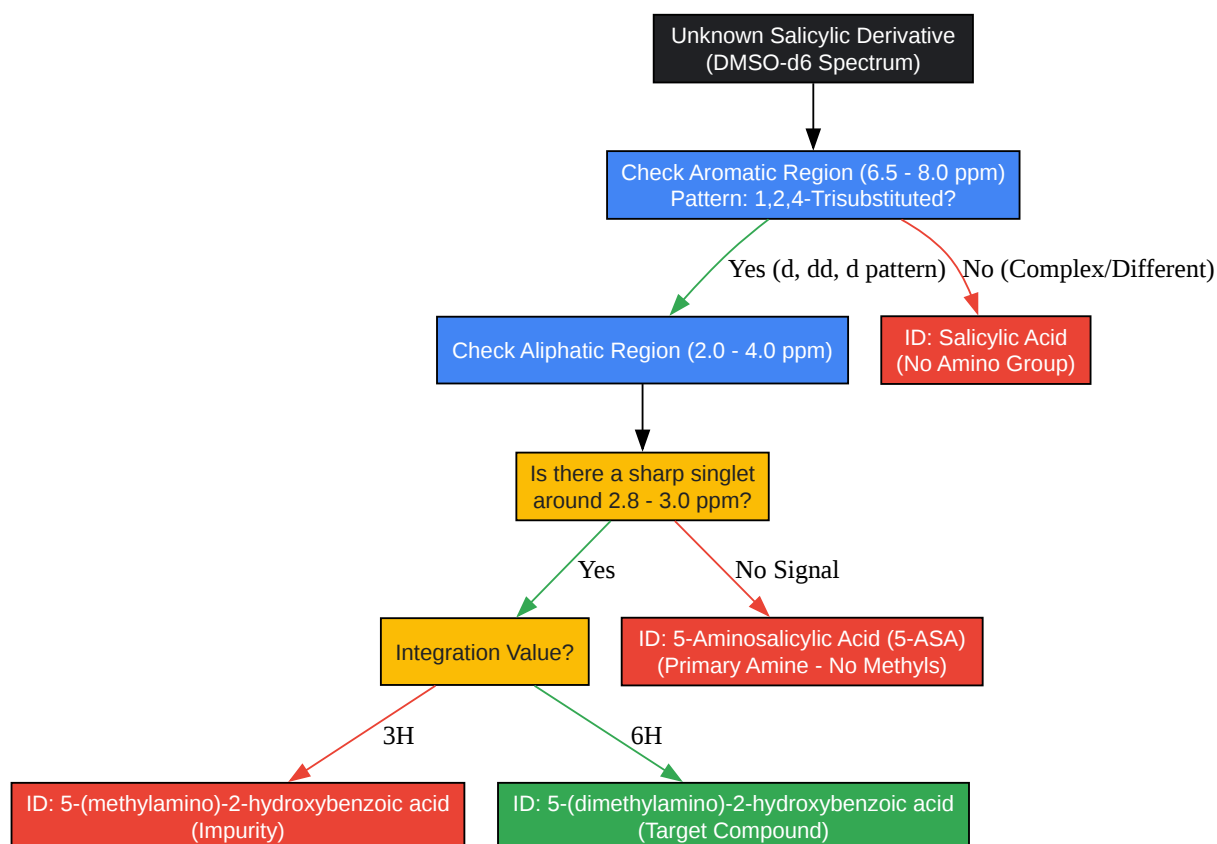 Unknown Salicylic Derivative
(DMSO-d6 Spectrum)
Check Aromatic Region (6.5 - 8.0 ppm)
Pattern: 1,2,4-Trisubstituted?
Yes (d, dd, d pattern)
No (Complex/Different)
Check Aliphatic Region (2.0 - 4.0 ppm)
ID: Salicylic Acid
(No Amino Group)
Is there a sharp singlet
around 2.8 - 3.0 ppm?
Yes
No Signal
Integration Value?
ID: 5-Aminosalicylic Acid (5-ASA)
(Primary Amine - No Methyls)
3H
6H
ID: 5-(methylamino)-2-hydroxybenzoic acid
(Impurity)
ID: 5-(dimethylamino)-2-hydroxybenzoic acid
(Target Compound)